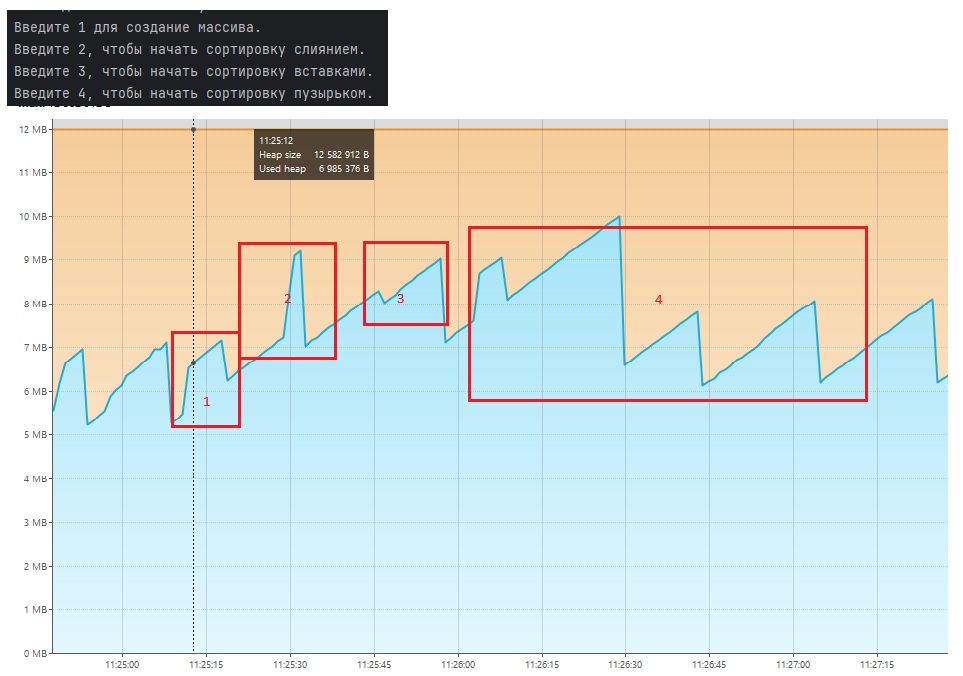 Введите 1 для создание массива.
Введите 2, чтобы начать сортировку слиянием.
Введите 3, чтобы начать сортировку вставками.
Введите 4, чтобы начать сортировку пузырьком.
12 MB
11:25:12
Heap size 12 582 912 B
Used heap 6 985 376 B
11 MB
10 MB
9 MB
2
3
4
8 MB
7 MB
6 MB
1
5 MB
4 MB
3 MB
2 MB
1 MB
0 MB
11:25:00 11:25:15 11:25:30 11:25:45 11:26:00 11:26:15 11:26:30 11:26:45 11:27:00 11:27:15